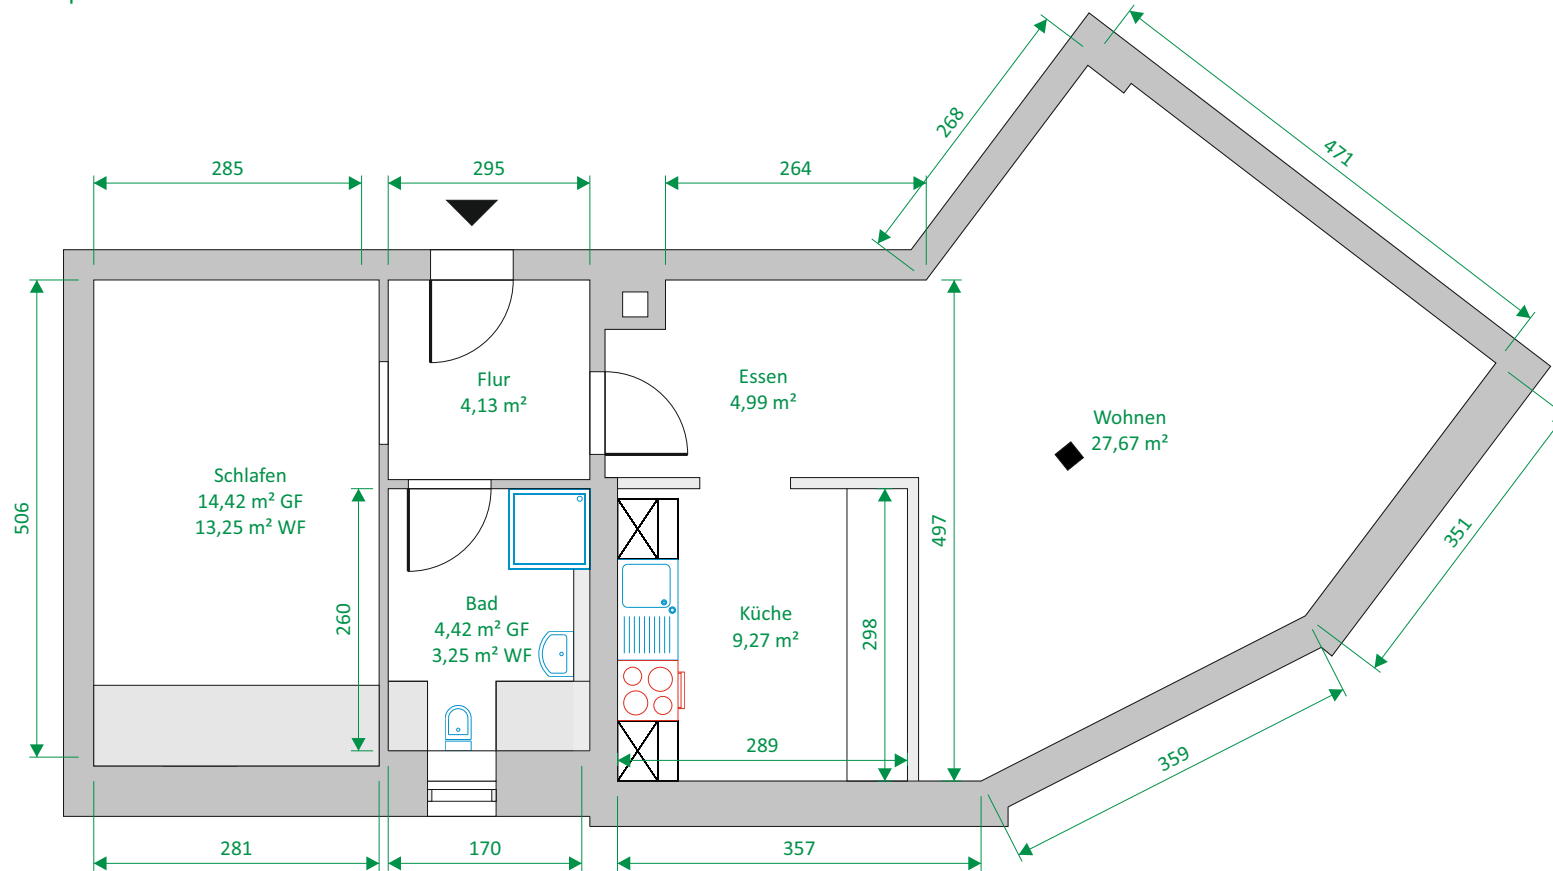 268
471
285
295
264
Flur
4,13 m²
Essen
4,99 m²
Wohnen
27,67 m²
Schlafen
14,42 m² GF
13,25 m² WF
506
497
351
260
Bad
4,42 m² GF
3,25 m² WF
Küche
9,27 m²
298
289
359
281
170
357